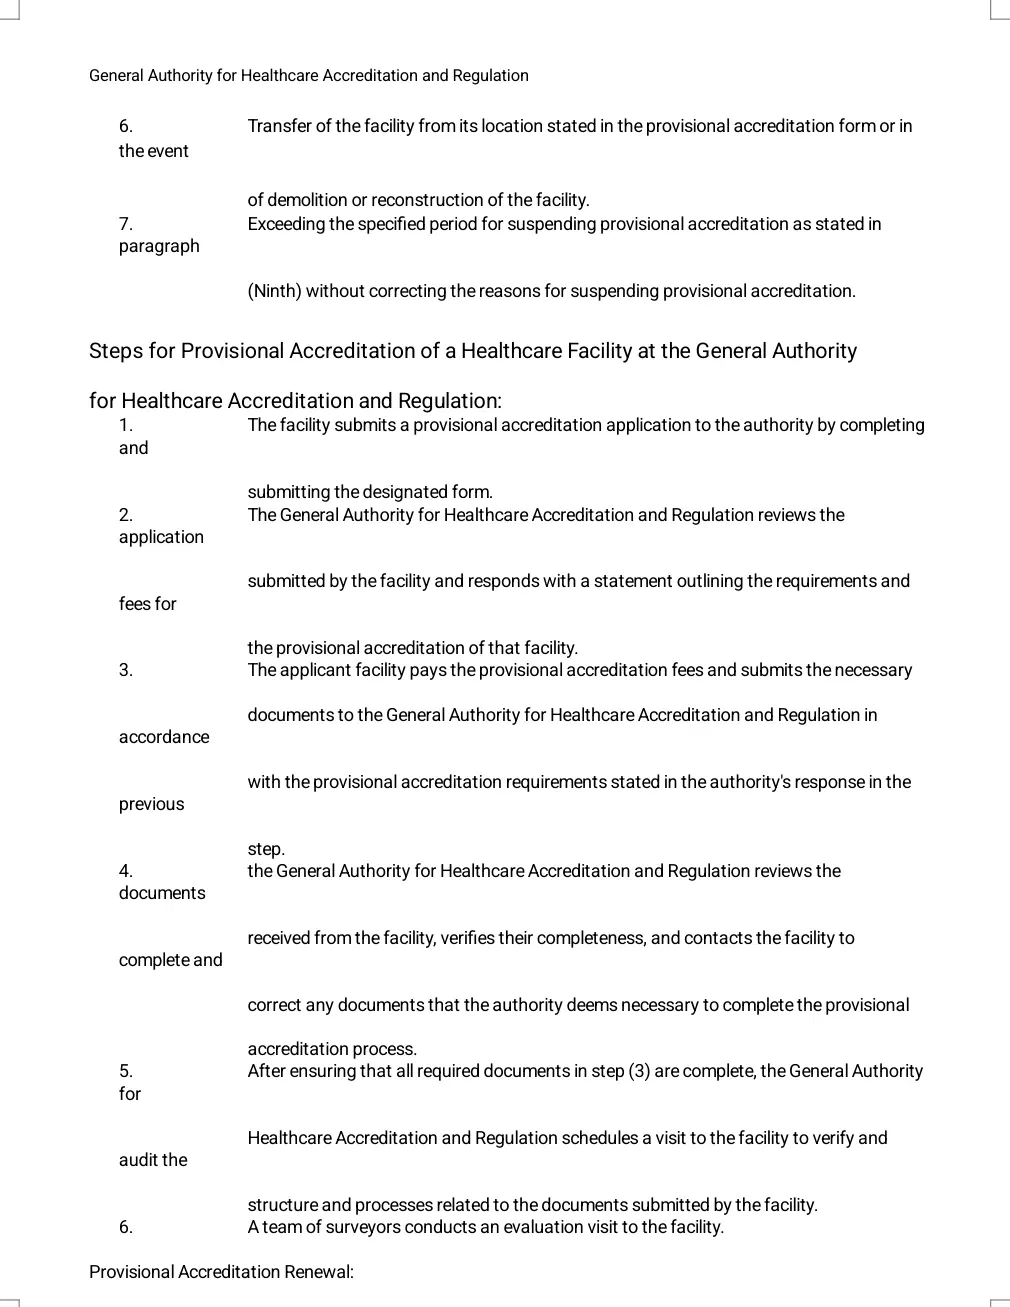 General Authority for Healthcare Accreditation and Regulation
6. Transfer of the facility from its location stated in the provisional accreditation form or in
the event
of demolition or reconstruction of the facility.
7. Exceeding the specified period for suspending provisional accreditation as stated in
paragraph
(Ninth) without correcting the reasons for suspending provisional accreditation.
Steps for Provisional Accreditation of a Healthcare Facility at the General Authority
for Healthcare Accreditation and Regulation:
1. The facility submits a provisional accreditation application to the authority by completing
and
submitting the designated form.
2. The General Authority for Healthcare Accreditation and Regulation reviews the
application
submitted by the facility and responds with a statement outlining the requirements and
fees for
the provisional accreditation of that facility.
3. The applicant facility pays the provisional accreditation fees and submits the necessary
documents to the General Authority for Healthcare Accreditation and Regulation in
accordance
with the provisional accreditation requirements stated in the authority's response in the
previous
step.
4. the General Authority for Healthcare Accreditation and Regulation reviews the
documents
received from the facility, verifies their completeness, and contacts the facility to
complete and
correct any documents that the authority deems necessary to complete the provisional
accreditation process.
5. After ensuring that all required documents in step (3) are complete, the General Authority
for
Healthcare Accreditation and Regulation schedules a visit to the facility to verify and
audit the
structure and processes related to the documents submitted by the facility.
6. A team of surveyors conducts an evaluation visit to the facility.
Provisional Accreditation Renewal: